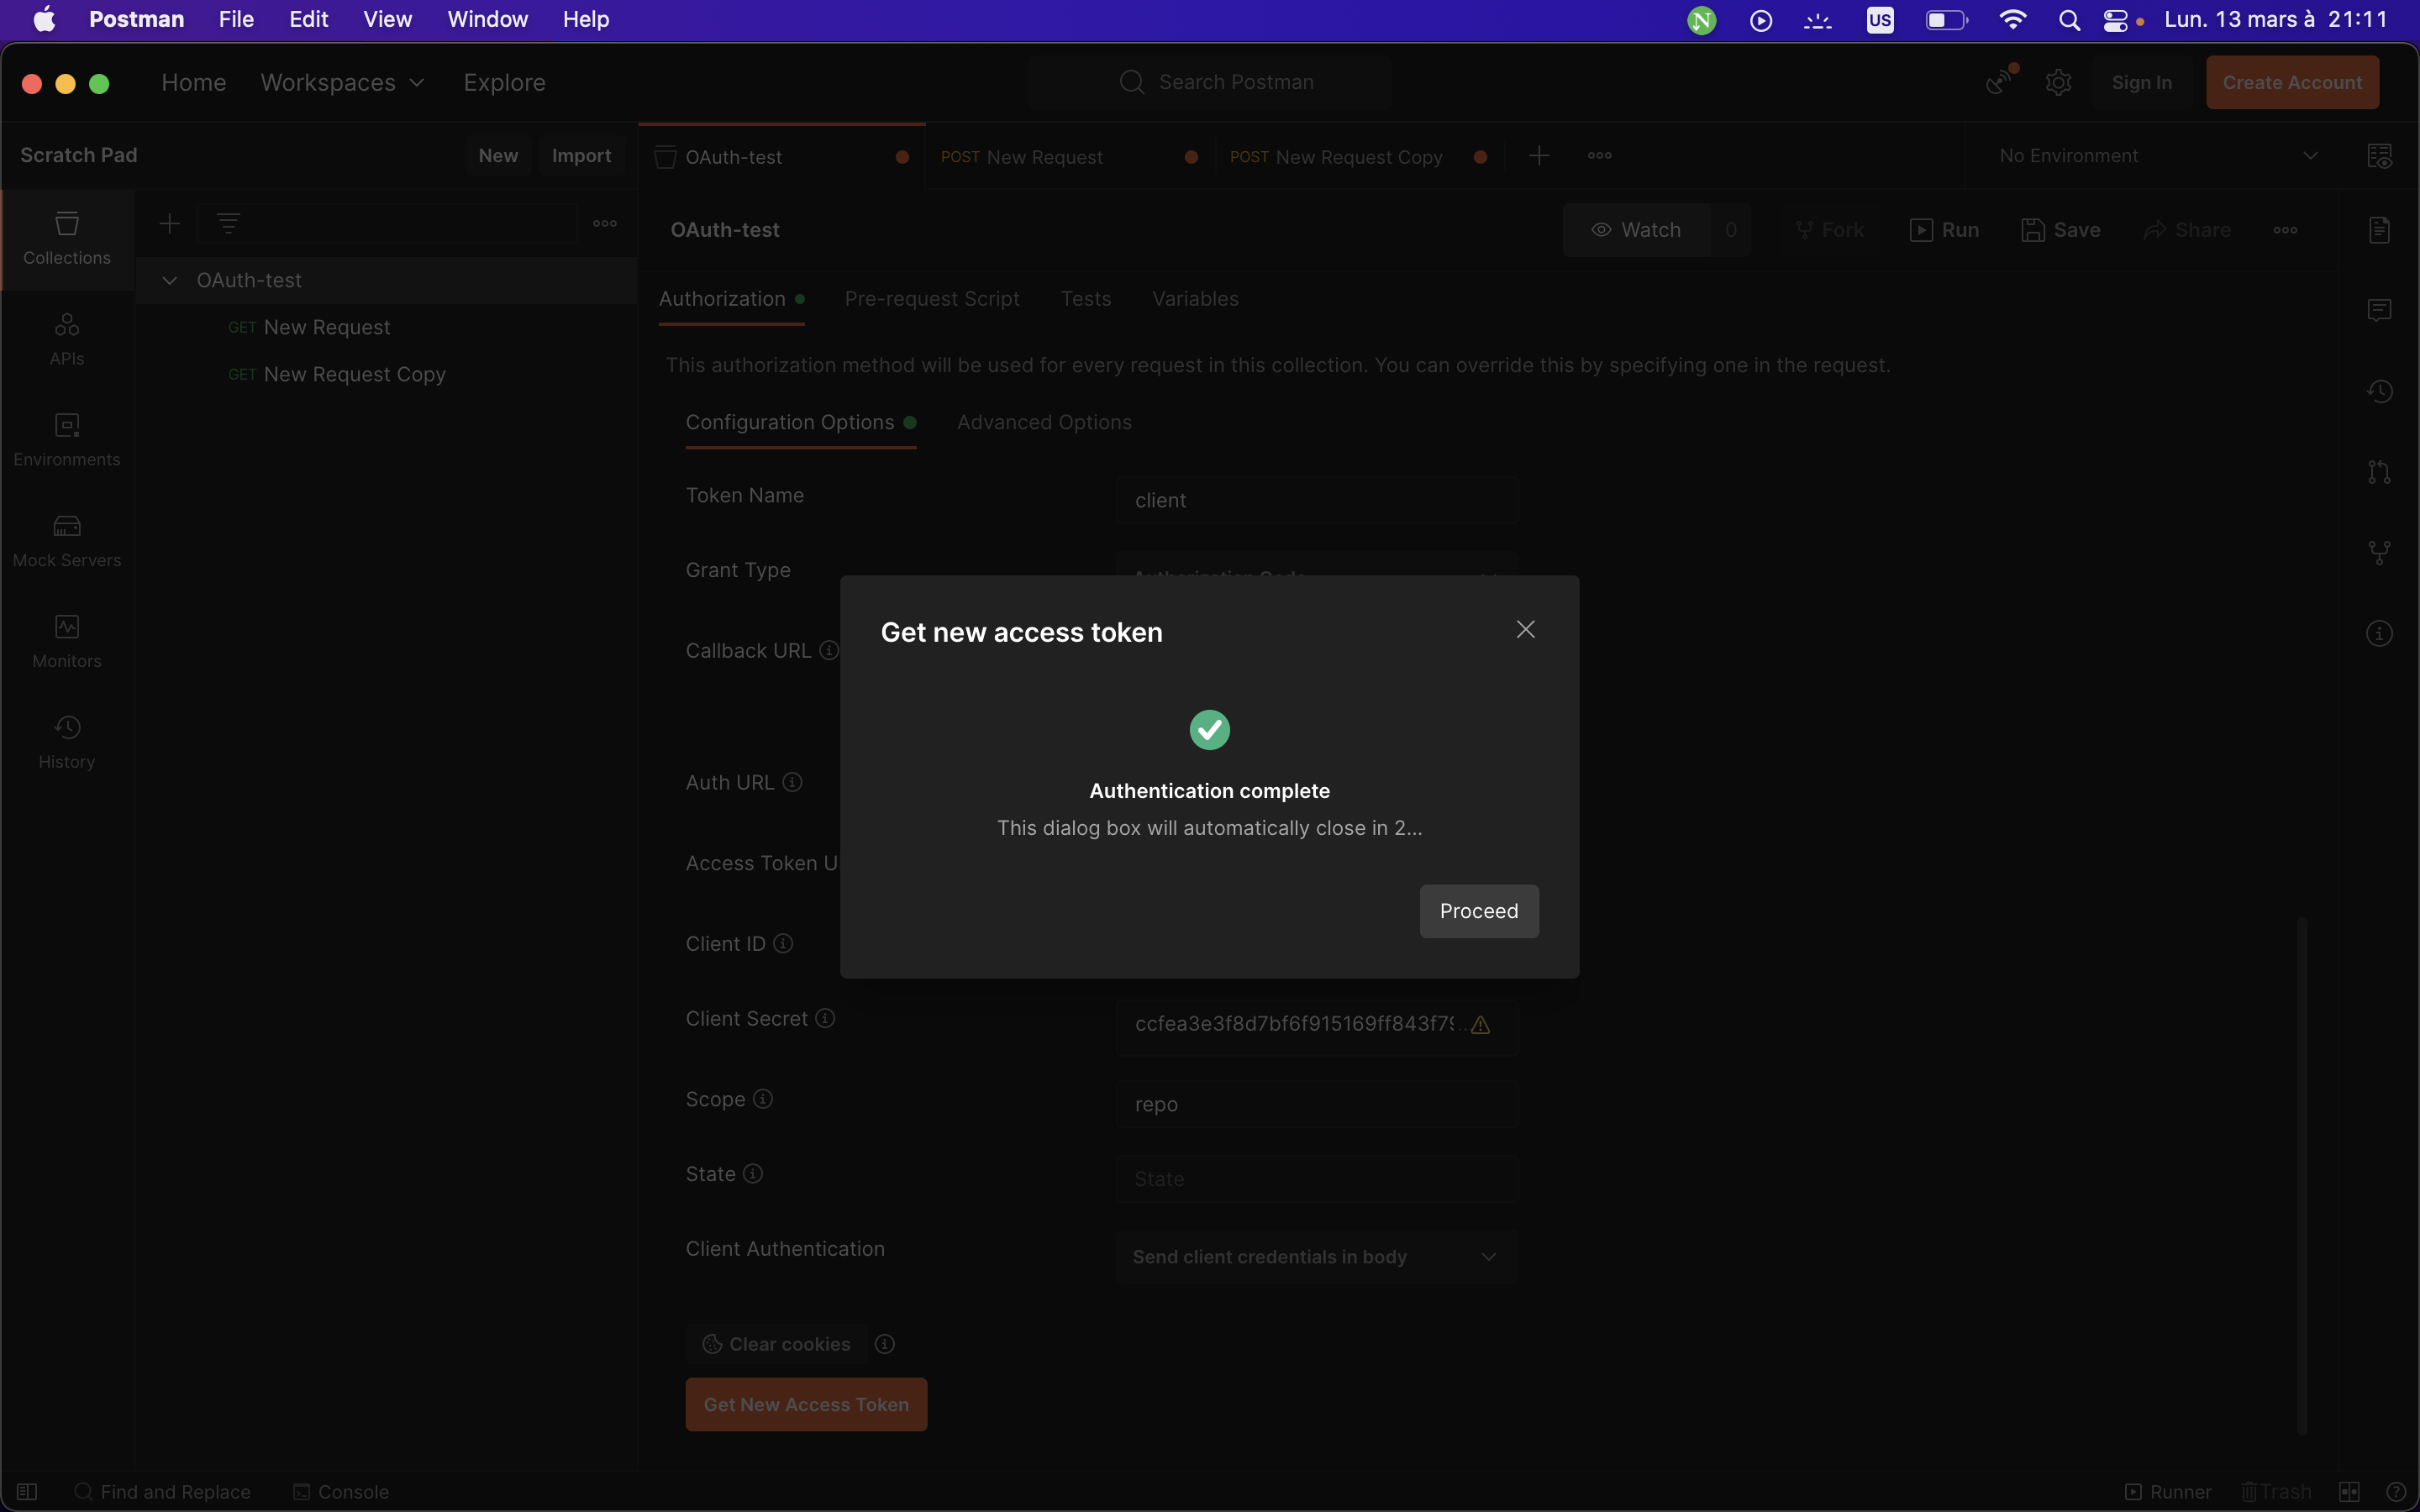 Postman File Edit View Window Help US Lun. 13 mars à 21:11
Home Workspaces Explore Search Postman Sign In Create Account
Scratch Pad New Import OAuth-test POST New Request POST New Request Copy No Environment
Collections
APIs
Environments
Mock Servers
Monitors
History
OAuth-test
GET New Request
GET New Request Copy
OAuth-test Watch 0 Fork Run Save Share
Authorization Pre-request Script Tests Variables
This authorization method will be used for every request in this collection. You can override this by specifying one in the request.
Configuration Options Advanced Options
Token Name client
Grant Type
Callback URL
Auth URL
Access Token U
Client ID
Get new access token
Authentication complete
This dialog box will automatically close in 2...
Proceed
Client Secret ccfea3e3f8d7bf6f915169ff843f79...
Scope repo
State State
Client Authentication Send client credentials in body
Clear cookies
Get New Access Token
Find and Replace Console Runner Trash